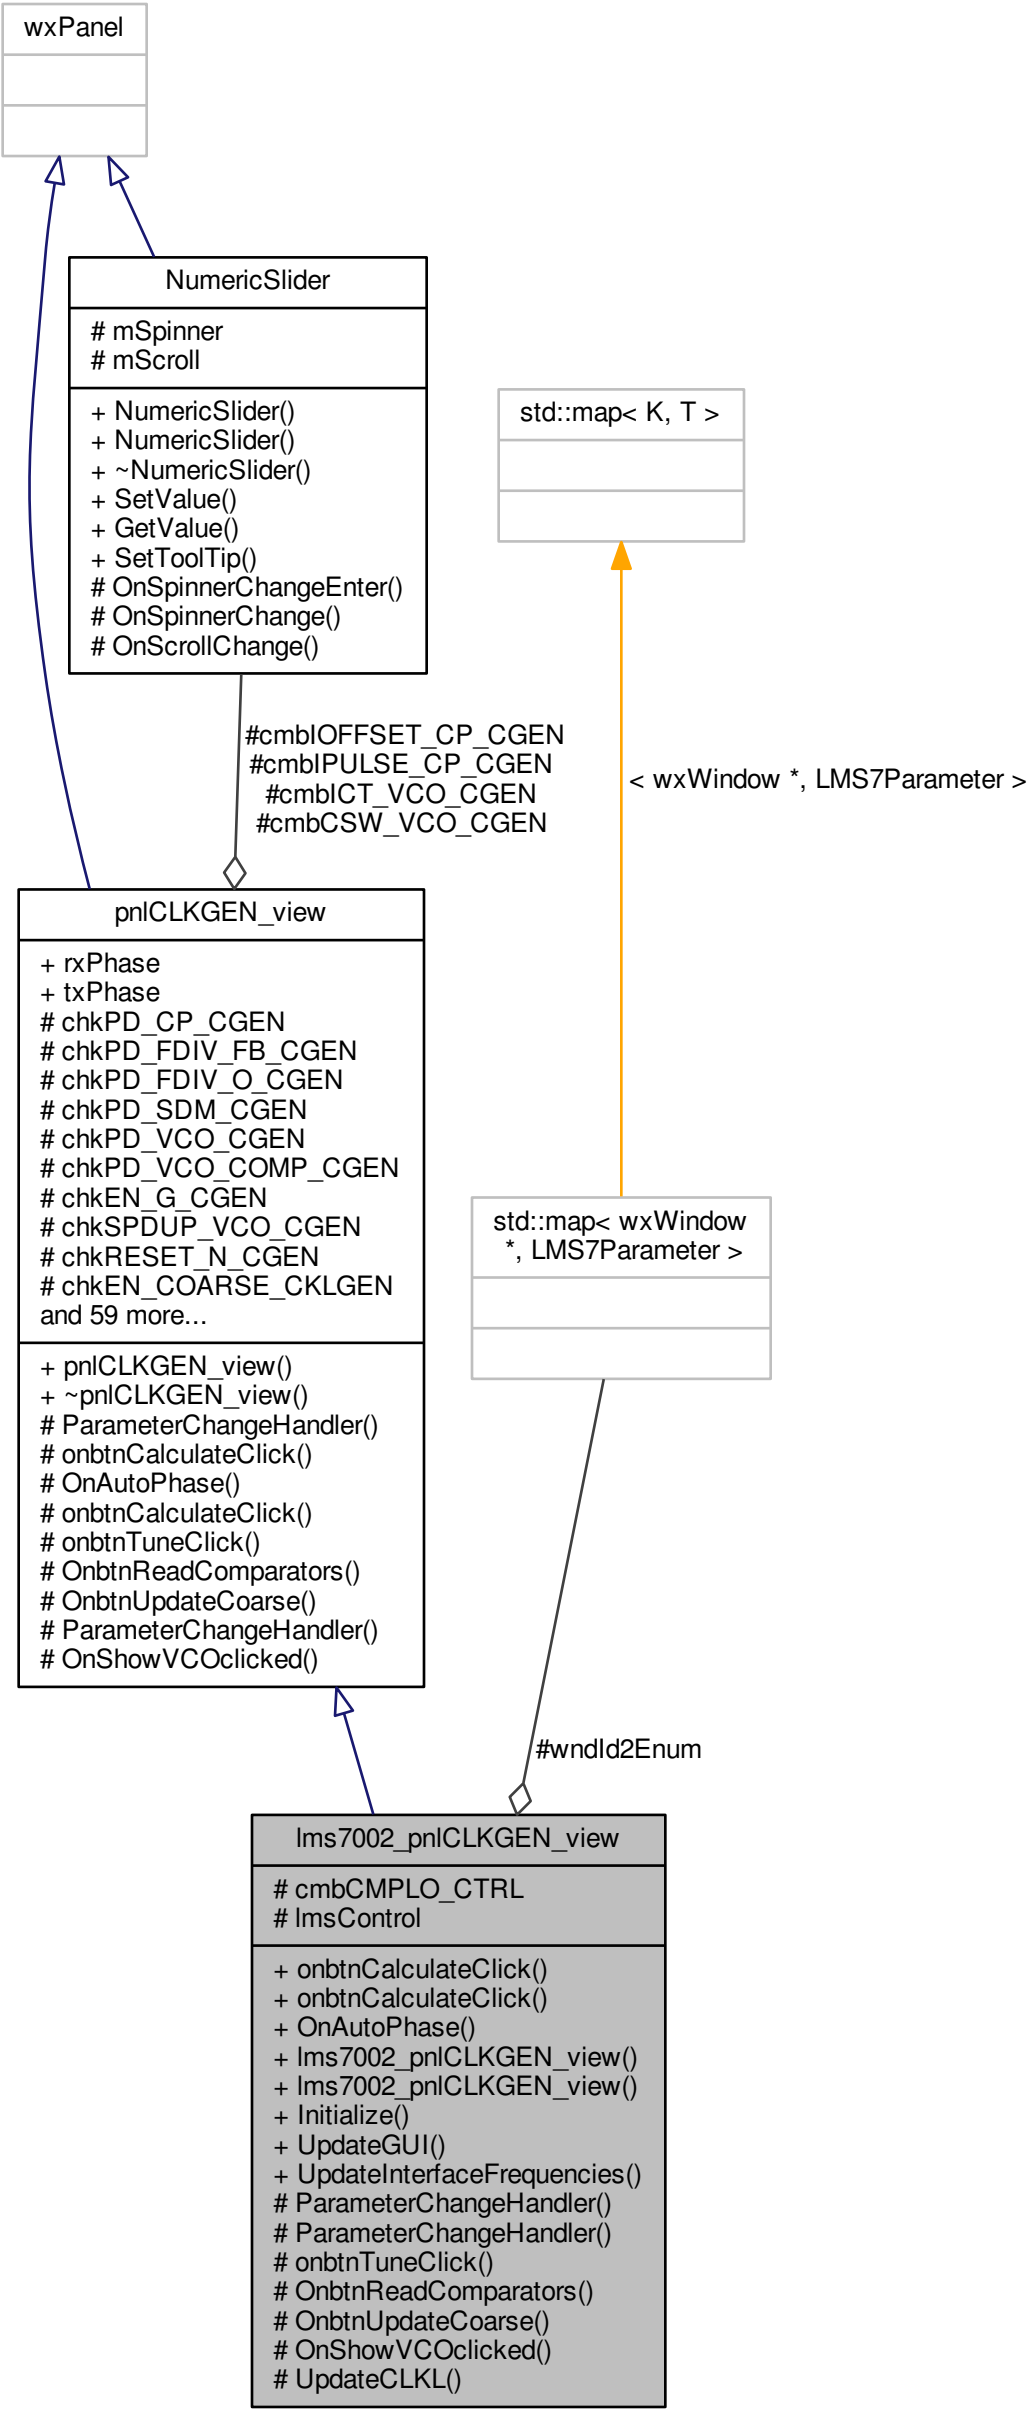 wxPanel
NumericSlider
# mSpinner
# mScroll
+ NumericSlider()
+ NumericSlider()
+ ~NumericSlider()
+ SetValue()
+ GetValue()
+ SetToolTip()
# OnSpinnerChangeEnter()
# OnSpinnerChange()
# OnScrollChange()
std::map< K, T >
#cmbIOFFSET_CP_CGEN
#cmbIPULSE_CP_CGEN
#cmbICT_VCO_CGEN
#cmbCSW_VCO_CGEN
< wxWindow *, LMS7Parameter >
pnlCLKGEN_view
+ rxPhase
+ txPhase
# chkPD_CP_CGEN
# chkPD_FDIV_FB_CGEN
# chkPD_FDIV_O_CGEN
# chkPD_SDM_CGEN
# chkPD_VCO_CGEN
# chkPD_VCO_COMP_CGEN
# chkEN_G_CGEN
# chkSPDUP_VCO_CGEN
# chkRESET_N_CGEN
# chkEN_COARSE_CKLGEN
and 59 more...
+ pnlCLKGEN_view()
+ ~pnlCLKGEN_view()
# ParameterChangeHandler()
# onbtnCalculateClick()
# OnAutoPhase()
# onbtnCalculateClick()
# onbtnTuneClick()
# OnbtnReadComparators()
# OnbtnUpdateCoarse()
# ParameterChangeHandler()
# OnShowVCOclicked()
std::map< wxWindow
*, LMS7Parameter >
#wndId2Enum
lms7002_pnlCLKGEN_view
# cmbCMPLO_CTRL
# lmsControl
+ onbtnCalculateClick()
+ onbtnCalculateClick()
+ OnAutoPhase()
+ lms7002_pnlCLKGEN_view()
+ lms7002_pnlCLKGEN_view()
+ Initialize()
+ UpdateGUI()
+ UpdateInterfaceFrequencies()
# ParameterChangeHandler()
# ParameterChangeHandler()
# onbtnTuneClick()
# OnbtnReadComparators()
# OnbtnUpdateCoarse()
# OnShowVCOclicked()
# UpdateCLKL()